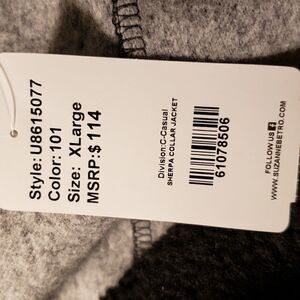 Style: U8615077
Color: 101
Size: XLarge
MSRP:$ 114
Division:C-Casual
SHERPA COLLAR JACKET
61078506
FOLLOW US f
WWW.SUZANNEBETRO.COM